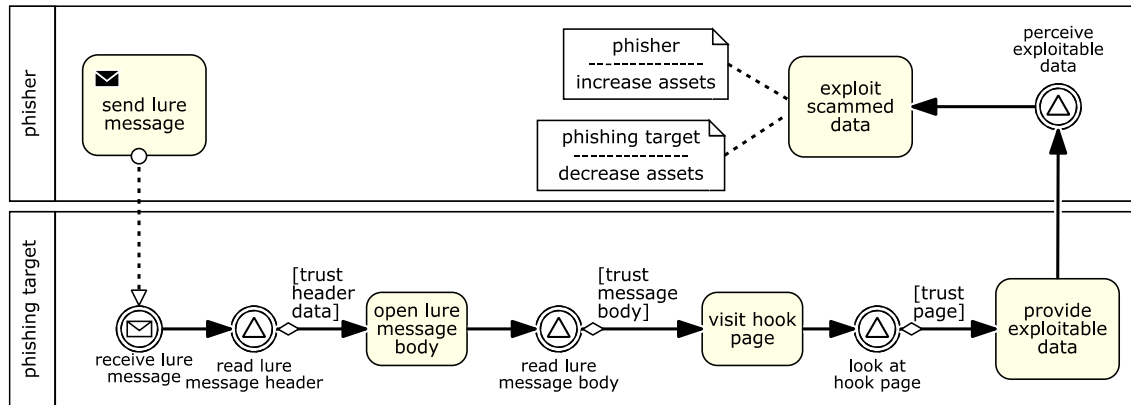 phisher
send lure
message
phisher
increase assets
phishing target
decrease assets
exploit
scammed
data
perceive
exploitable
data
phishing target
receive lure
message
read lure
message header
[trust
header
data]
open lure
message
body
read lure
message body
[trust
message
body]
visit hook
page
look at
hook page
[trust
page]
provide
exploitable
data